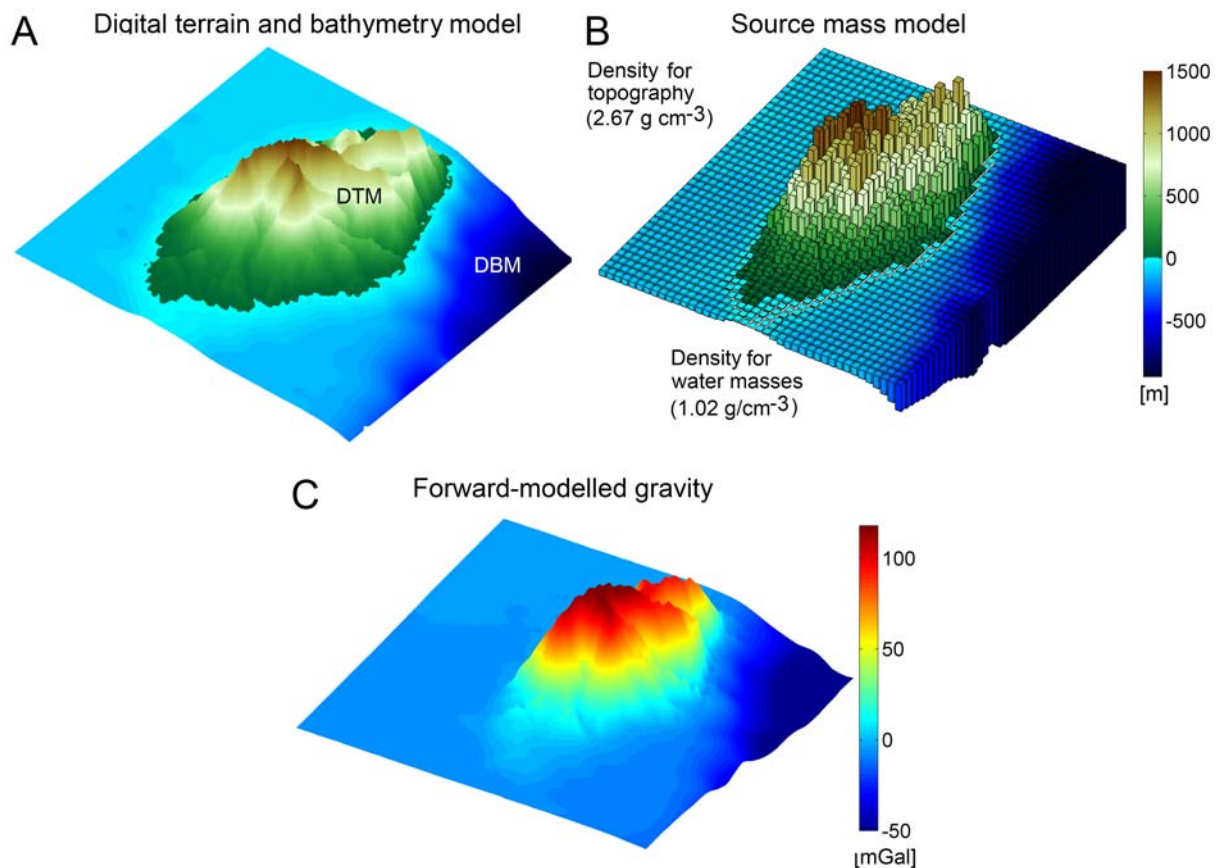 A
Digital terrain and bathymetry model
DTM
DBM
B
Source mass model
Density for
topography
(2.67 g cm-3)
Density for
water masses
(1.02 g/cm-3)
1500
1000
500
0
-500
[m]
C
Forward-modelled gravity
100
50
0
-50
[mGal]